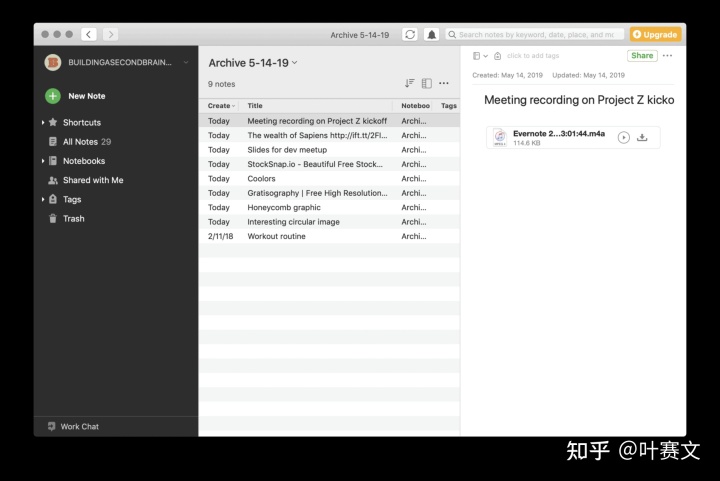 Archive 5-14-19
Search notes by keyword, date, place, and mo
Upgrade
BUILDINGASECONDBRAIN...
New Note
Shortcuts
All Notes 29
Notebooks
Shared with Me
Tags
Trash
Work Chat
Archive 5-14-19
9 notes
Create Title Noteboo Tags
Today Meeting recording on Project Z kickoff Archi...
Today The wealth of Sapiens http://ift.tt/2FI... Archi...
Today Slides for dev meetup Archi...
Today StockSnap.io - Beautiful Free Stock... Archi...
Today Coolors Archi...
Today Gratisography | Free High Resolution... Archi...
Today Honeycomb graphic Archi...
Today Interesting circular image Archi...
2/11/18 Workout routine Archi...
click to add tags
Share
Created: May 14, 2019 Updated: May 14, 2019
Meeting recording on Project Z kicko
Evernote 2...3:01:44.m4a
114.6 KB
知乎 @叶赛文